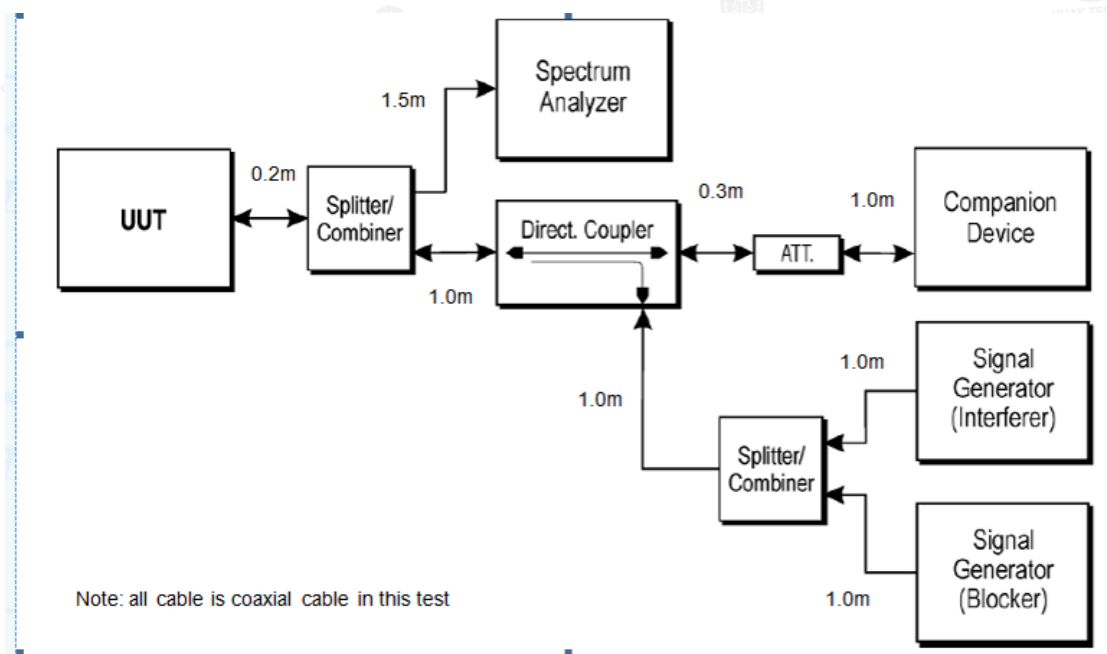 Spectrum
Analyzer
1.5m
UUT
0.2m
Splitter/
Combiner
1.0m
Direct. Coupler
0.3m
ATT.
1.0m
Companion
Device
1.0m
Splitter/
Combiner
1.0m
Signal
Generator
(Interferer)
1.0m
Signal
Generator
(Blocker)
Note: all cable is coaxial cable in this test